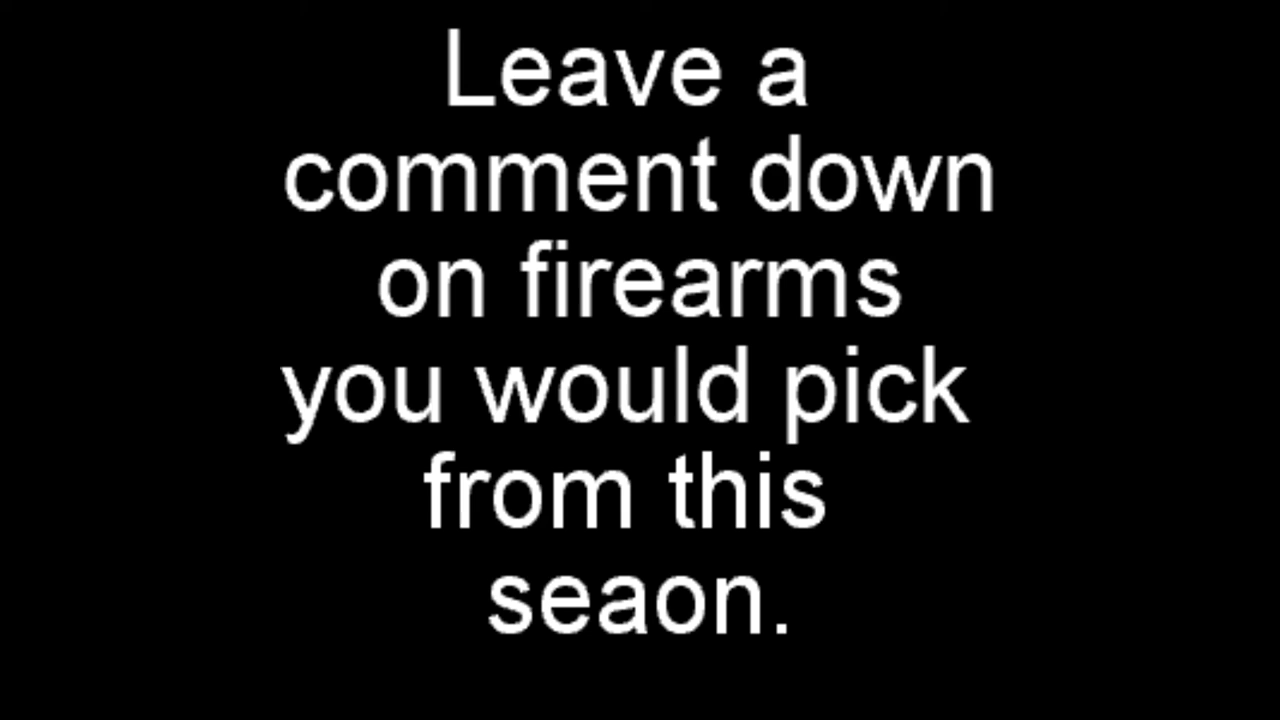 Leave a
comment down
on firearms
you would pick
from this
seaon.